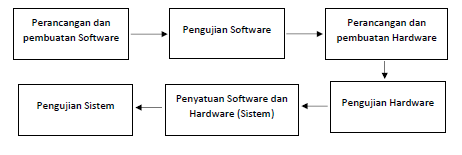 Perancangan dan
pembuatan Software
Pengujian Software
Perancangan dan
pembuatan Hardware
Pengujian Hardware
Penyatuan Software dan
Hardware (Sistem)
Pengujian Sistem